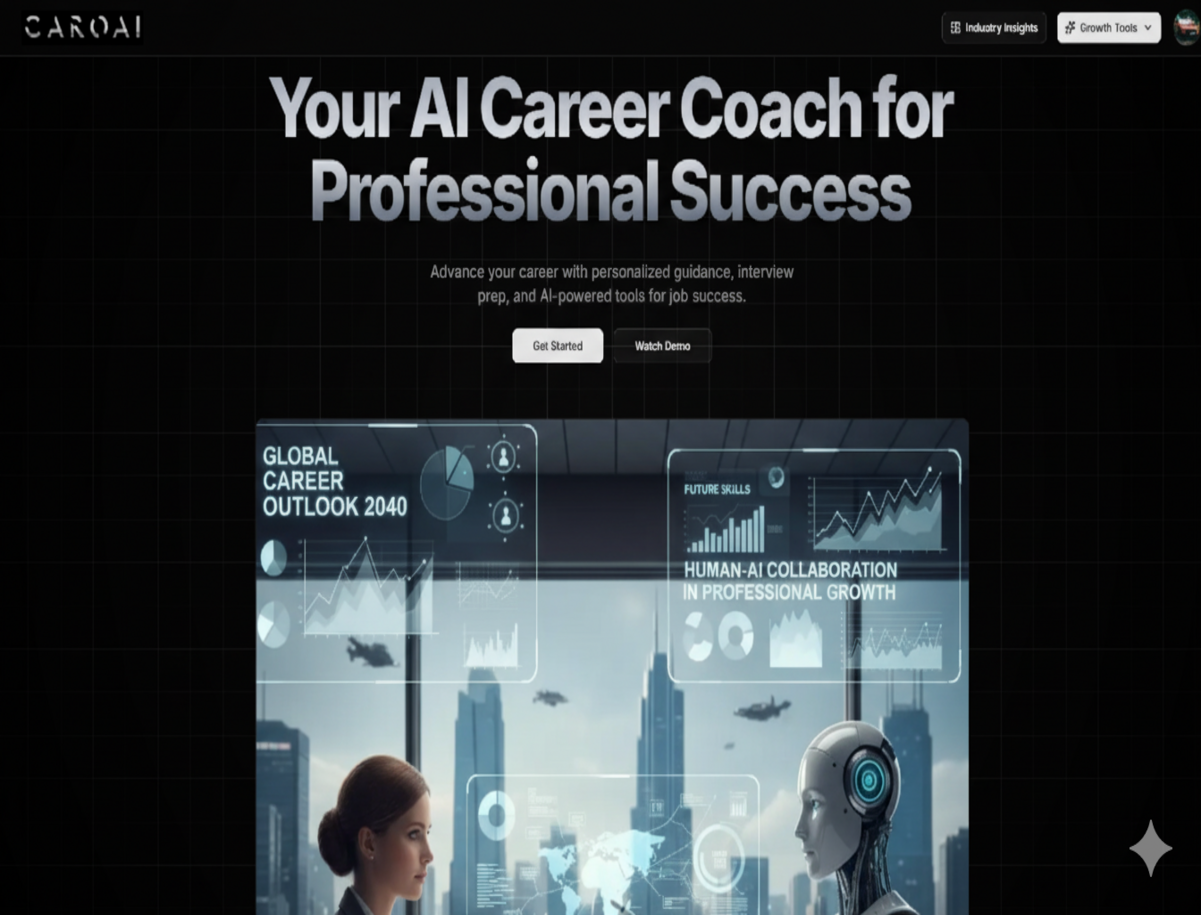 CAROAI
Industry Insights
Growth Tools
Your AI Career Coach for
Professional Success
Advance your career with personalized guidance, interview
prep, and AI-powered tools for job success.
Get Started
Watch Demo
GLOBAL
CAREER
OUTLOOK 2040
FUTURE SKILLS
HUMAN-AI COLLABORATION
IN PROFESSIONAL GROWTH